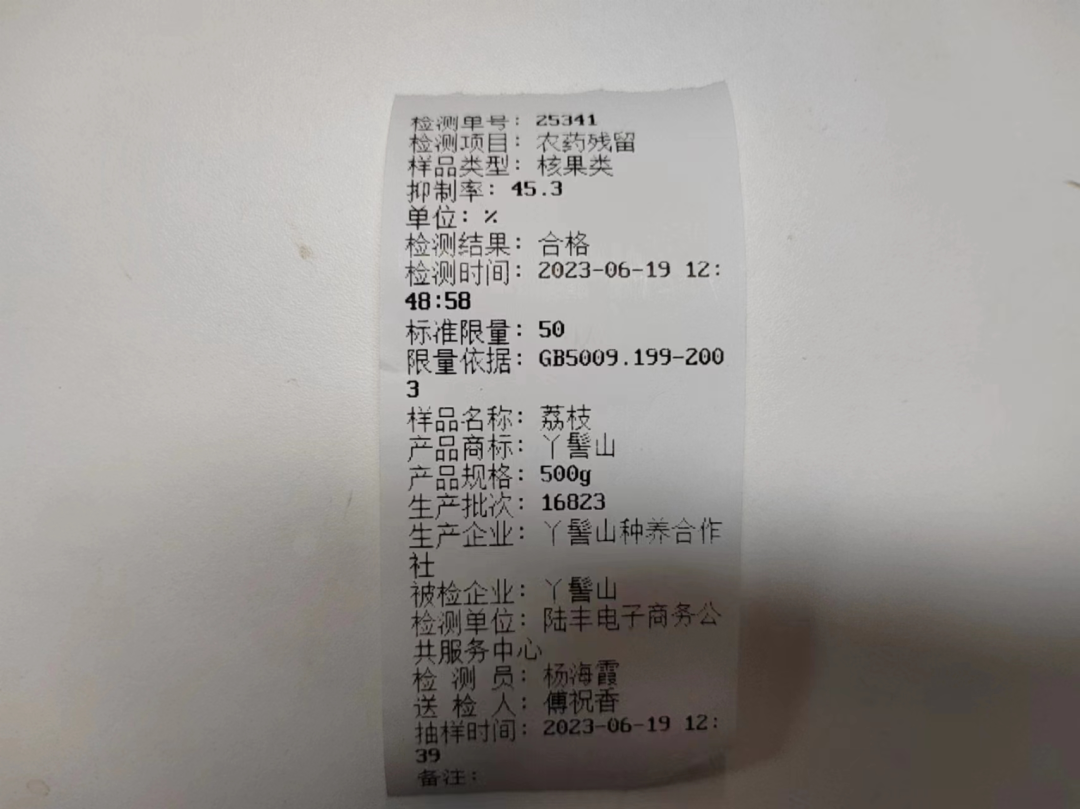 检测单号：25341
检测项目：农药残留
样品类型：核果类
抑制率：45.3
单位：%
检测结果：合格
检测时间：2023-06-19 12:
48:58
标准限量：50
限量依据：GB5009.199-200
3
样品名称：荔枝
产品商标：丫髻山
产品规格：500g
生产批次：16823
生产企业：丫髻山种养合作
社
被检企业：丫髻山
检测单位：陆丰电子商务公
共服务中心
检 测 员：杨海霞
送 检 人：傅祝香
抽样时间：2023-06-19 12:
39
备注：